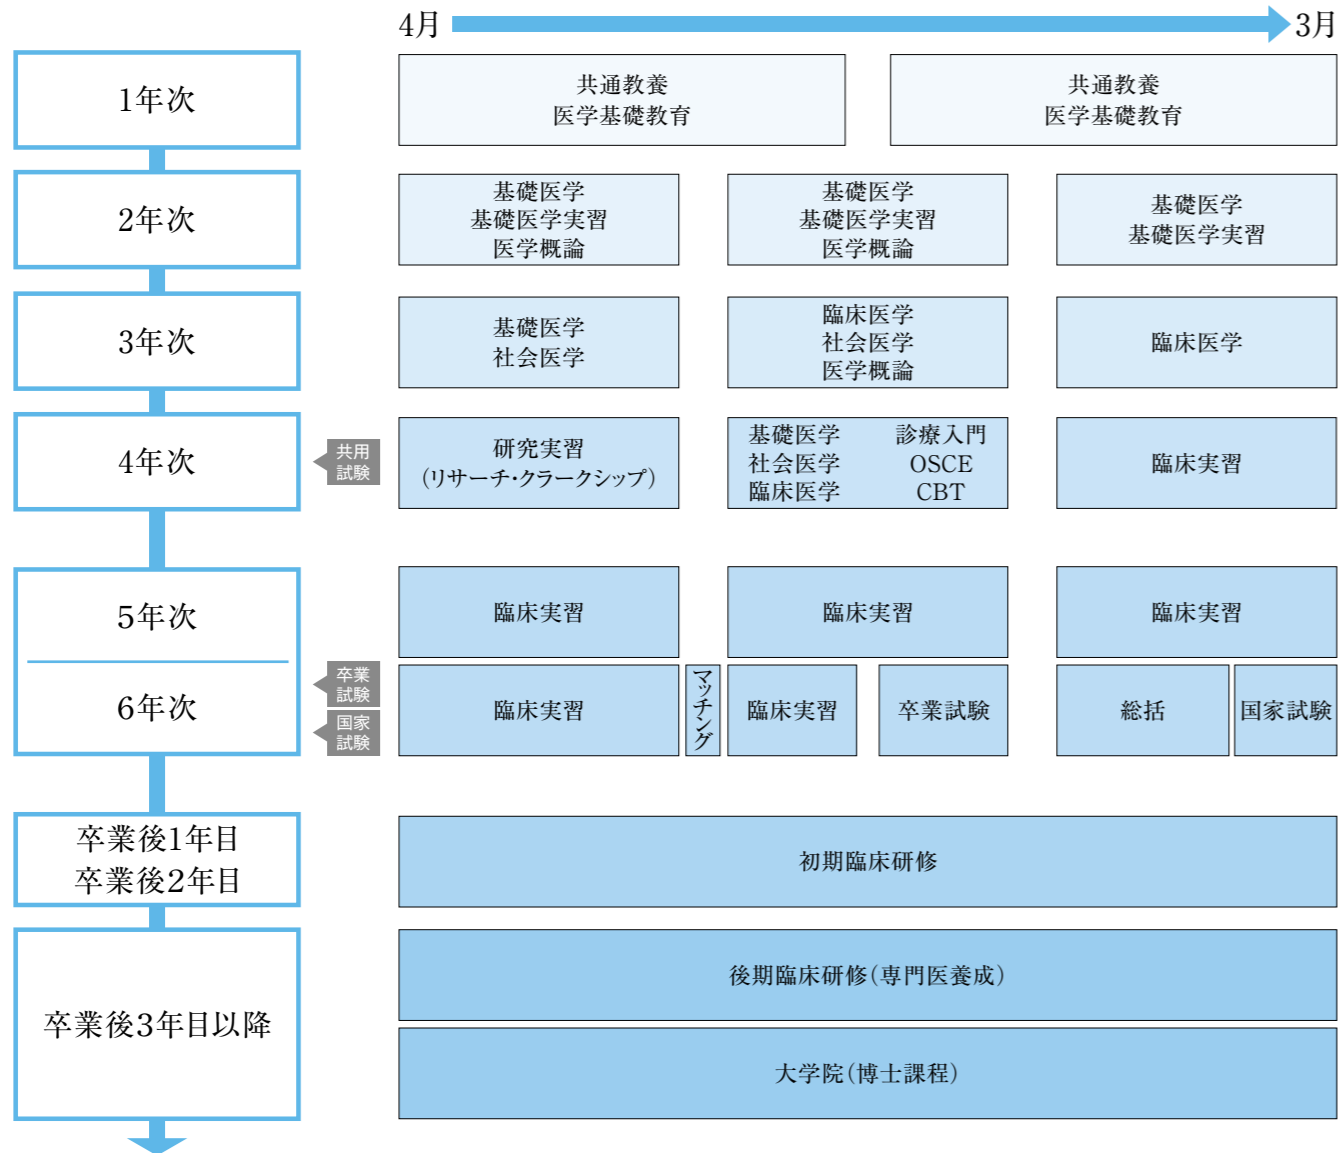 4月
3月
1年次
共通教養
医学基礎教育
共通教養
医学基礎教育
2年次
基礎医学
基礎医学実習
医学概論
基礎医学
基礎医学実習
医学概論
基礎医学
基礎医学実習
3年次
基礎医学
社会医学
臨床医学
社会医学
医学概論
臨床医学
4年次
共用
試験
研究実習
(リサーチ・クラークシップ)
基礎医学
社会医学
臨床医学
診療入門
OSCE
CBT
臨床実習
5年次
臨床実習
臨床実習
臨床実習
6年次
卒業
試験
国家
試験
臨床実習
マッチング
臨床実習
卒業試験
総括
国家試験
卒業後1年目
卒業後2年目
初期臨床研修
卒業後3年目以降
後期臨床研修(専門医養成)
大学院(博士課程)